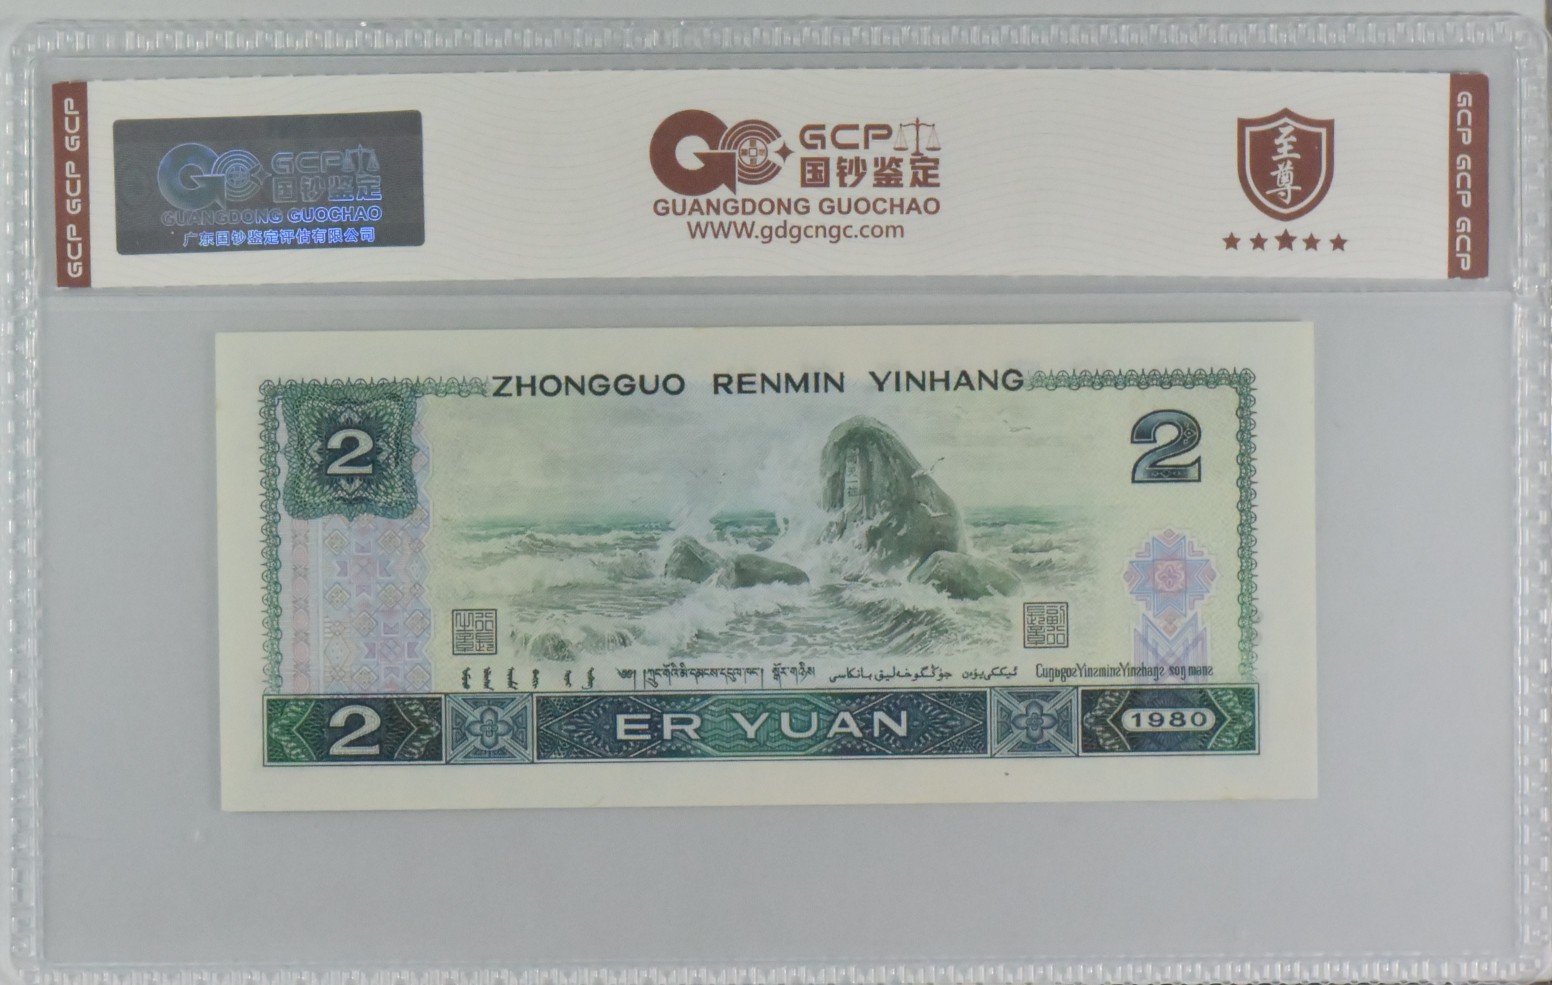 GCP GCP GCP
GCP
国钞鉴定
GUANGDONG GUOCHAO
广东国钞鉴定评估有限公司
GCP
国钞鉴定
GUANGDONG GUOCHAO
WWW.gdgcngc.com
至尊
GCP GCP GCP
ZHONGGUO RENMIN YINHANG
2
2
ER YUAN
2
1980